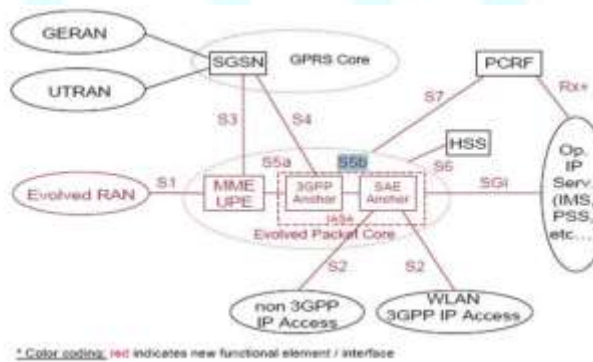 GERAN
SGSN
GPRS Core
PCRF
UTRAN
S7
Rx+
S3
S4
HSS
S5a
S5b
S6
Op.
IP
Serv.
(IMS,
PSS,
etc...)
Evolved RAN
S1
MME
UPE
3GPP
Anchor
SAE
Anchor
SGi
IASA
Evolved Packet Core
S2
S2
non 3GPP
IP Access
WLAN
3GPP IP Access
* Color coding: red indicates new functional element / interface